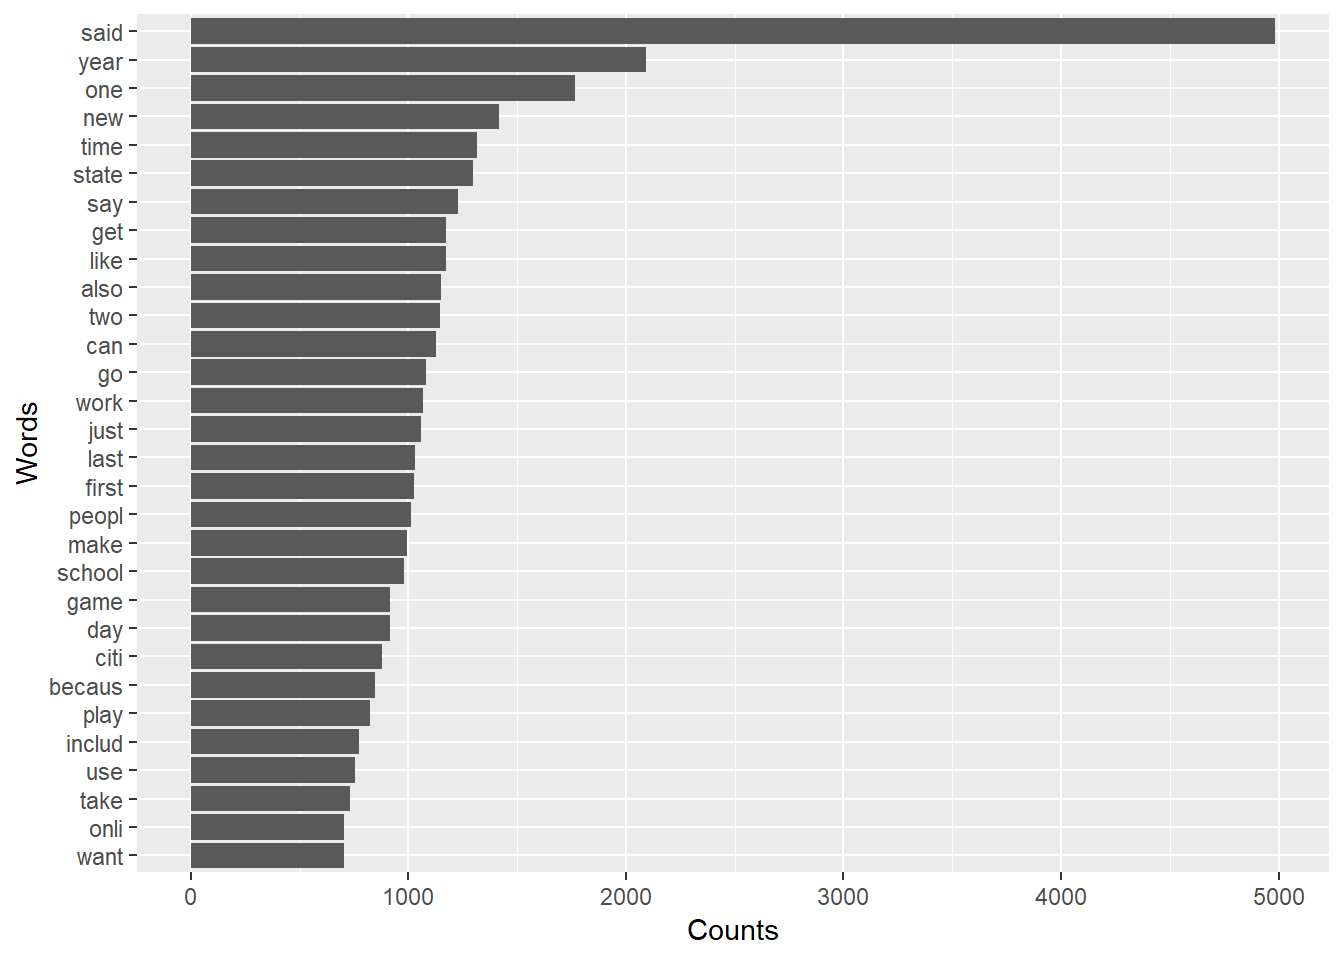 said
year
one
new
time
state
say
get
like
also
two
can
go
work
just
last
first
peopl
make
school
game
day
citi
becaus
play
includ
use
take
onli
want
Words
0 1000 2000 3000 4000 5000
Counts